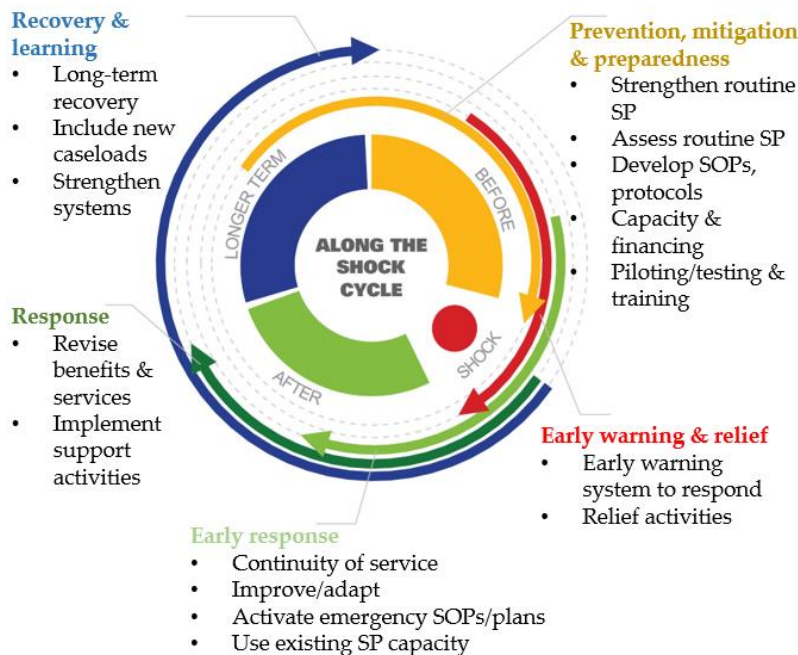 Recovery &
learning
• Long-term
recovery
• Include new
caseloads
• Strengthen
systems
Prevention, mitigation
& preparedness
• Strengthen routine
SP
• Assess routine SP
• Develop SOPs,
protocols
• Capacity &
financing
• Piloting/testing &
training
LONGER TERM
BEFORE
ALONG THE
SHOCK
CYCLE
SHOCK
AFTER
Response
• Revise
benefits &
services
• Implement
support
activities
Early warning & relief
• Early warning
system to respond
• Relief activities
Early response
• Continuity of service
• Improve/adapt
• Activate emergency SOPs/plans
• Use existing SP capacity